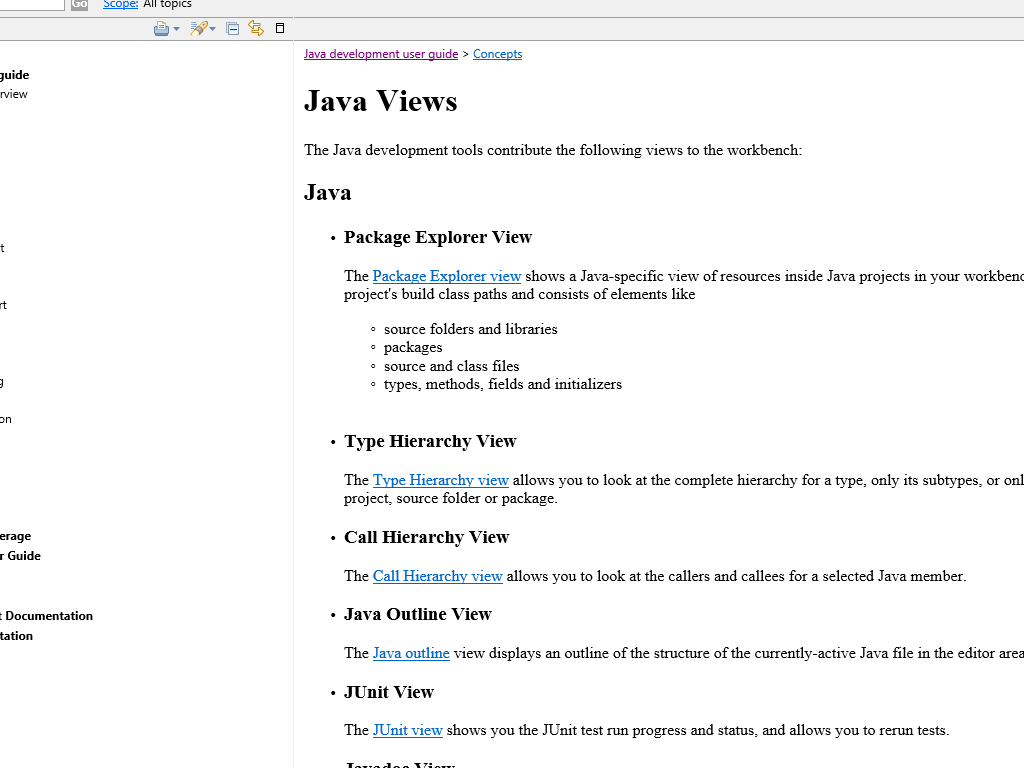 Go Scope: All topics
guide
rview
t
rt
g
on
erage
r Guide
t Documentation
tation
Java development user guide > Concepts
Java Views
The Java development tools contribute the following views to the workbench:
Java
• Package Explorer View
The Package Explorer view shows a Java-specific view of resources inside Java projects in your workbenc
project's build class paths and consists of elements like
◦ source folders and libraries
◦ packages
◦ source and class files
◦ types, methods, fields and initializers
• Type Hierarchy View
The Type Hierarchy view allows you to look at the complete hierarchy for a type, only its subtypes, or onl
project, source folder or package.
• Call Hierarchy View
The Call Hierarchy view allows you to look at the callers and callees for a selected Java member.
• Java Outline View
The Java outline view displays an outline of the structure of the currently-active Java file in the editor area
• JUnit View
The JUnit view shows you the JUnit test run progress and status, and allows you to rerun tests.
Javadoc View